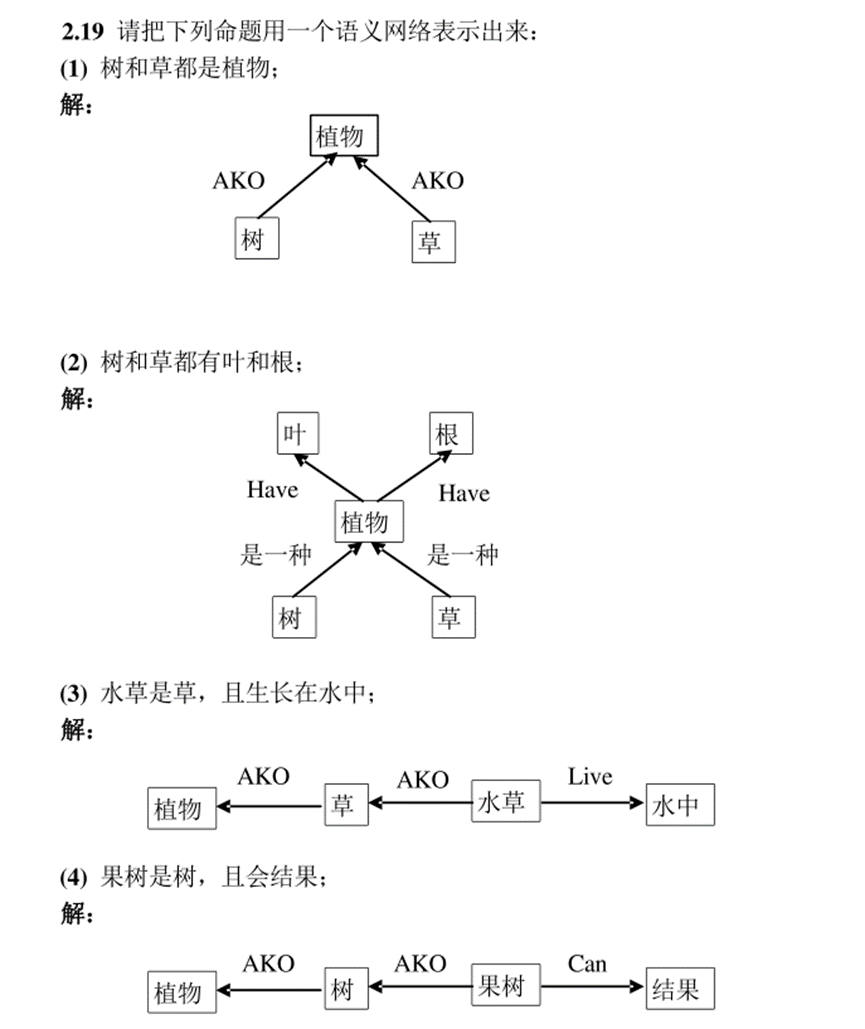 2.19 请把下列命题用一个语义网络表示出来：
(1) 树和草都是植物；
解：
植物
AKO AKO
树 草
(2) 树和草都有叶和根；
解：
叶 根
Have Have
植物
是一种 是一种
树 草
(3) 水草是草，且生长在水中；
解：
AKO AKO Live
植物 草 水草 水中
(4) 果树是树，且会结果；
解：
AKO AKO Can
植物 树 果树 结果